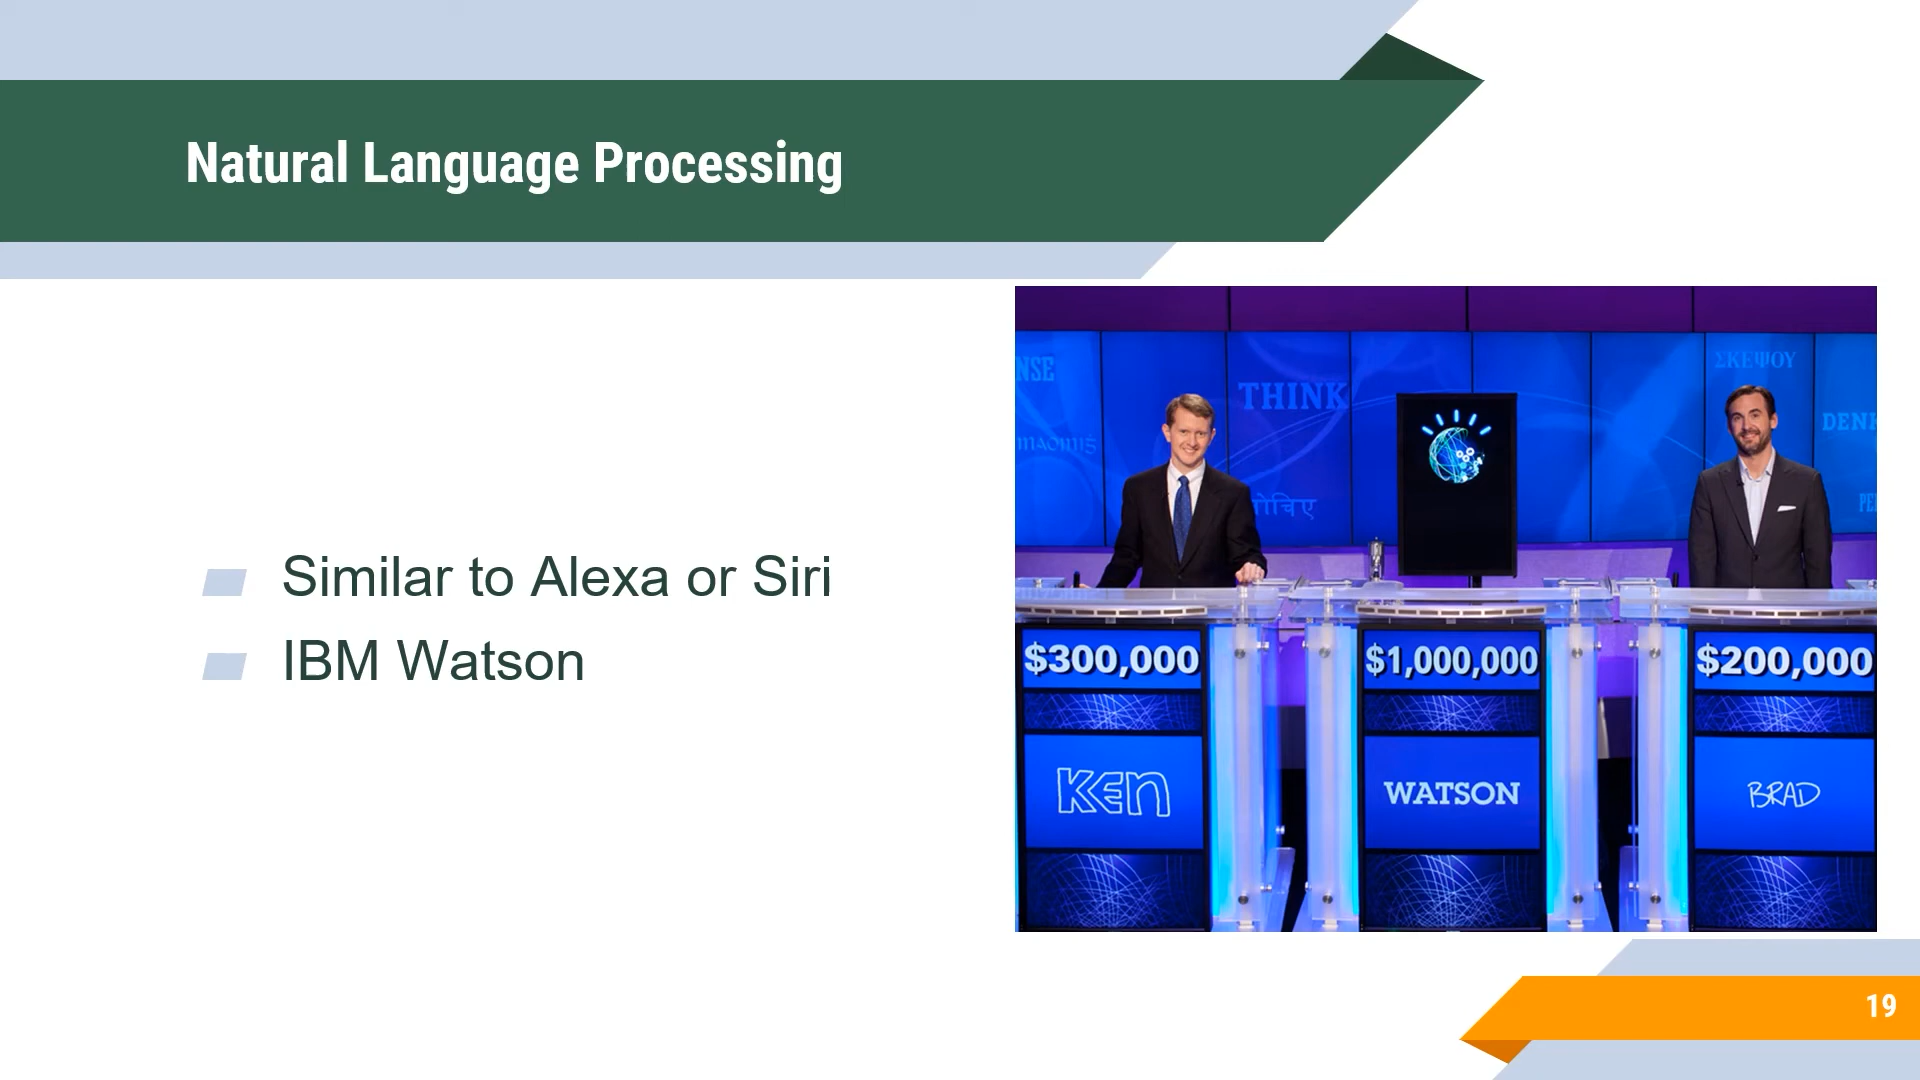 Natural Language Processing
Similar to Alexa or Siri
IBM Watson
THINK
ΣΚΕΨΟΥ
$300,000
$1,000,000
$200,000
Ken
WATSON
BRAD
19